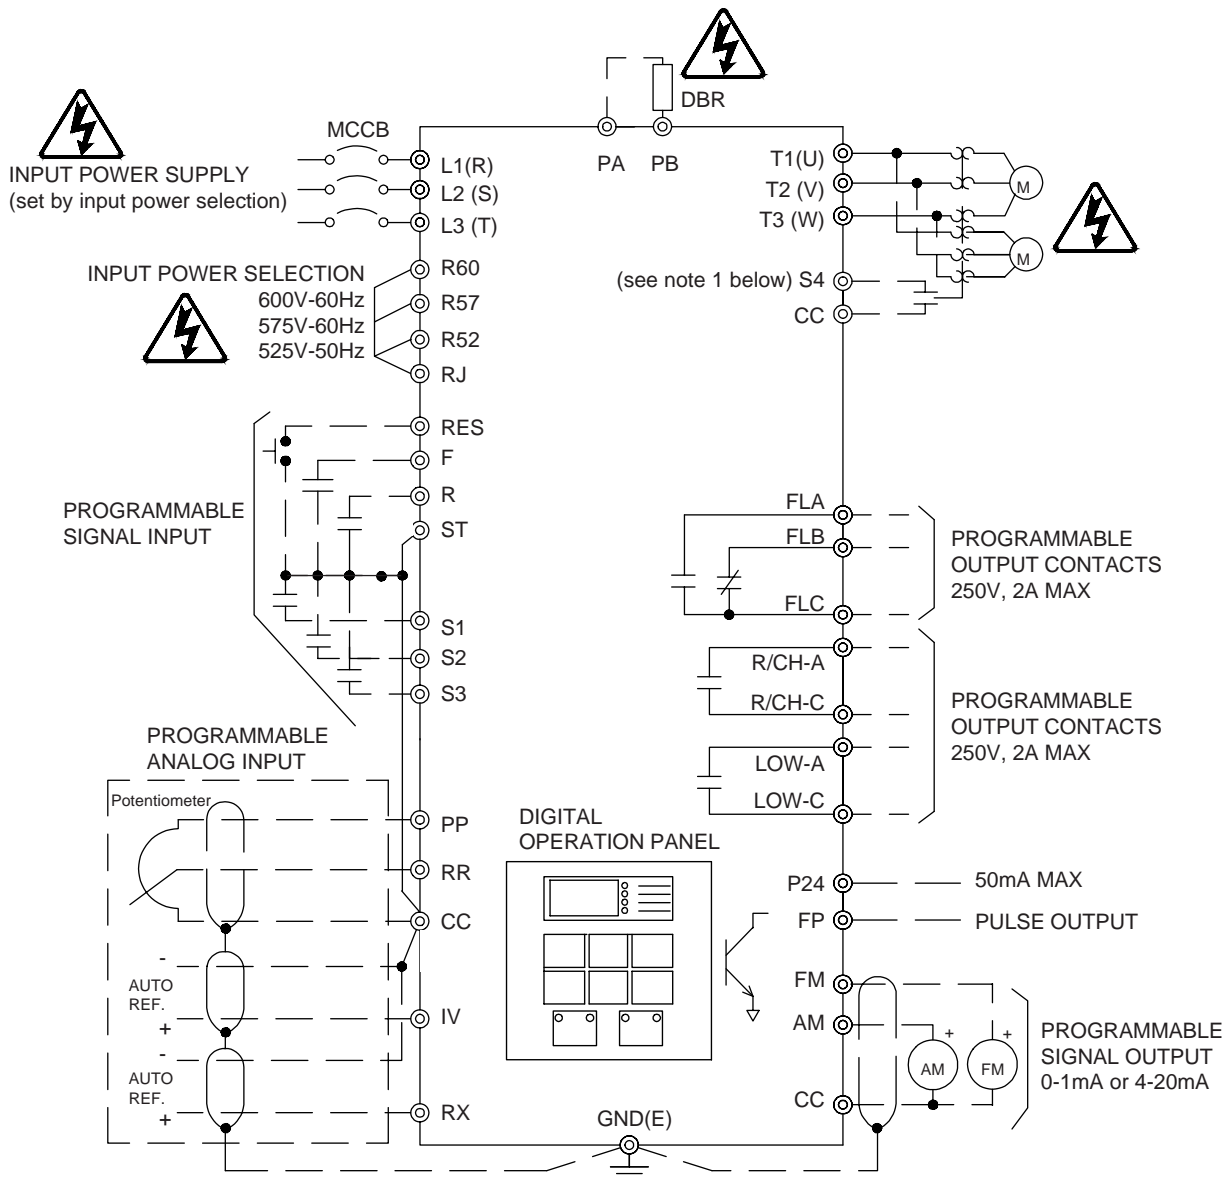 DBR
MCCB
PA PB
INPUT POWER SUPPLY
(set by input power selection)
L1(R)
L2 (S)
L3 (T)
T1(U)
T2 (V)
T3 (W)
M
M
INPUT POWER SELECTION
600V-60Hz
575V-60Hz
525V-50Hz
R60
R57
R52
RJ
(see note 1 below) S4
CC
RES
F
R
ST
PROGRAMMABLE
SIGNAL INPUT
S1
S2
S3
FLA
FLB
FLC
PROGRAMMABLE
OUTPUT CONTACTS
250V, 2A MAX
R/CH-A
R/CH-C
LOW-A
LOW-C
PROGRAMMABLE
OUTPUT CONTACTS
250V, 2A MAX
PROGRAMMABLE
ANALOG INPUT
Potentiometer
PP
RR
CC
-
AUTO
REF.
+
IV
-
AUTO
REF.
+
RX
DIGITAL
OPERATION PANEL
P24
50mA MAX
FP
PULSE OUTPUT
FM
AM
CC
+
+
AM
FM
PROGRAMMABLE
SIGNAL OUTPUT
0-1mA or 4-20mA
GND(E)